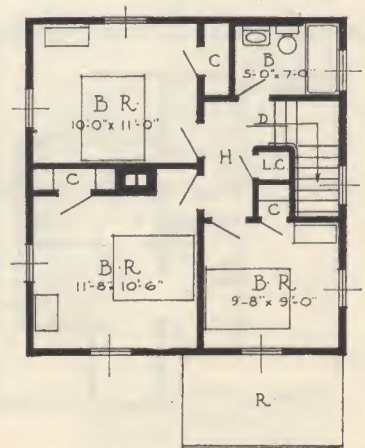 C
B
5'-0" x 7'-0"
B R
10'-0" x 11'-0"
D
H
L.C.
C
C
B R
11'-8" x 10'-6"
B R
9'-8" x 9'-0"
R